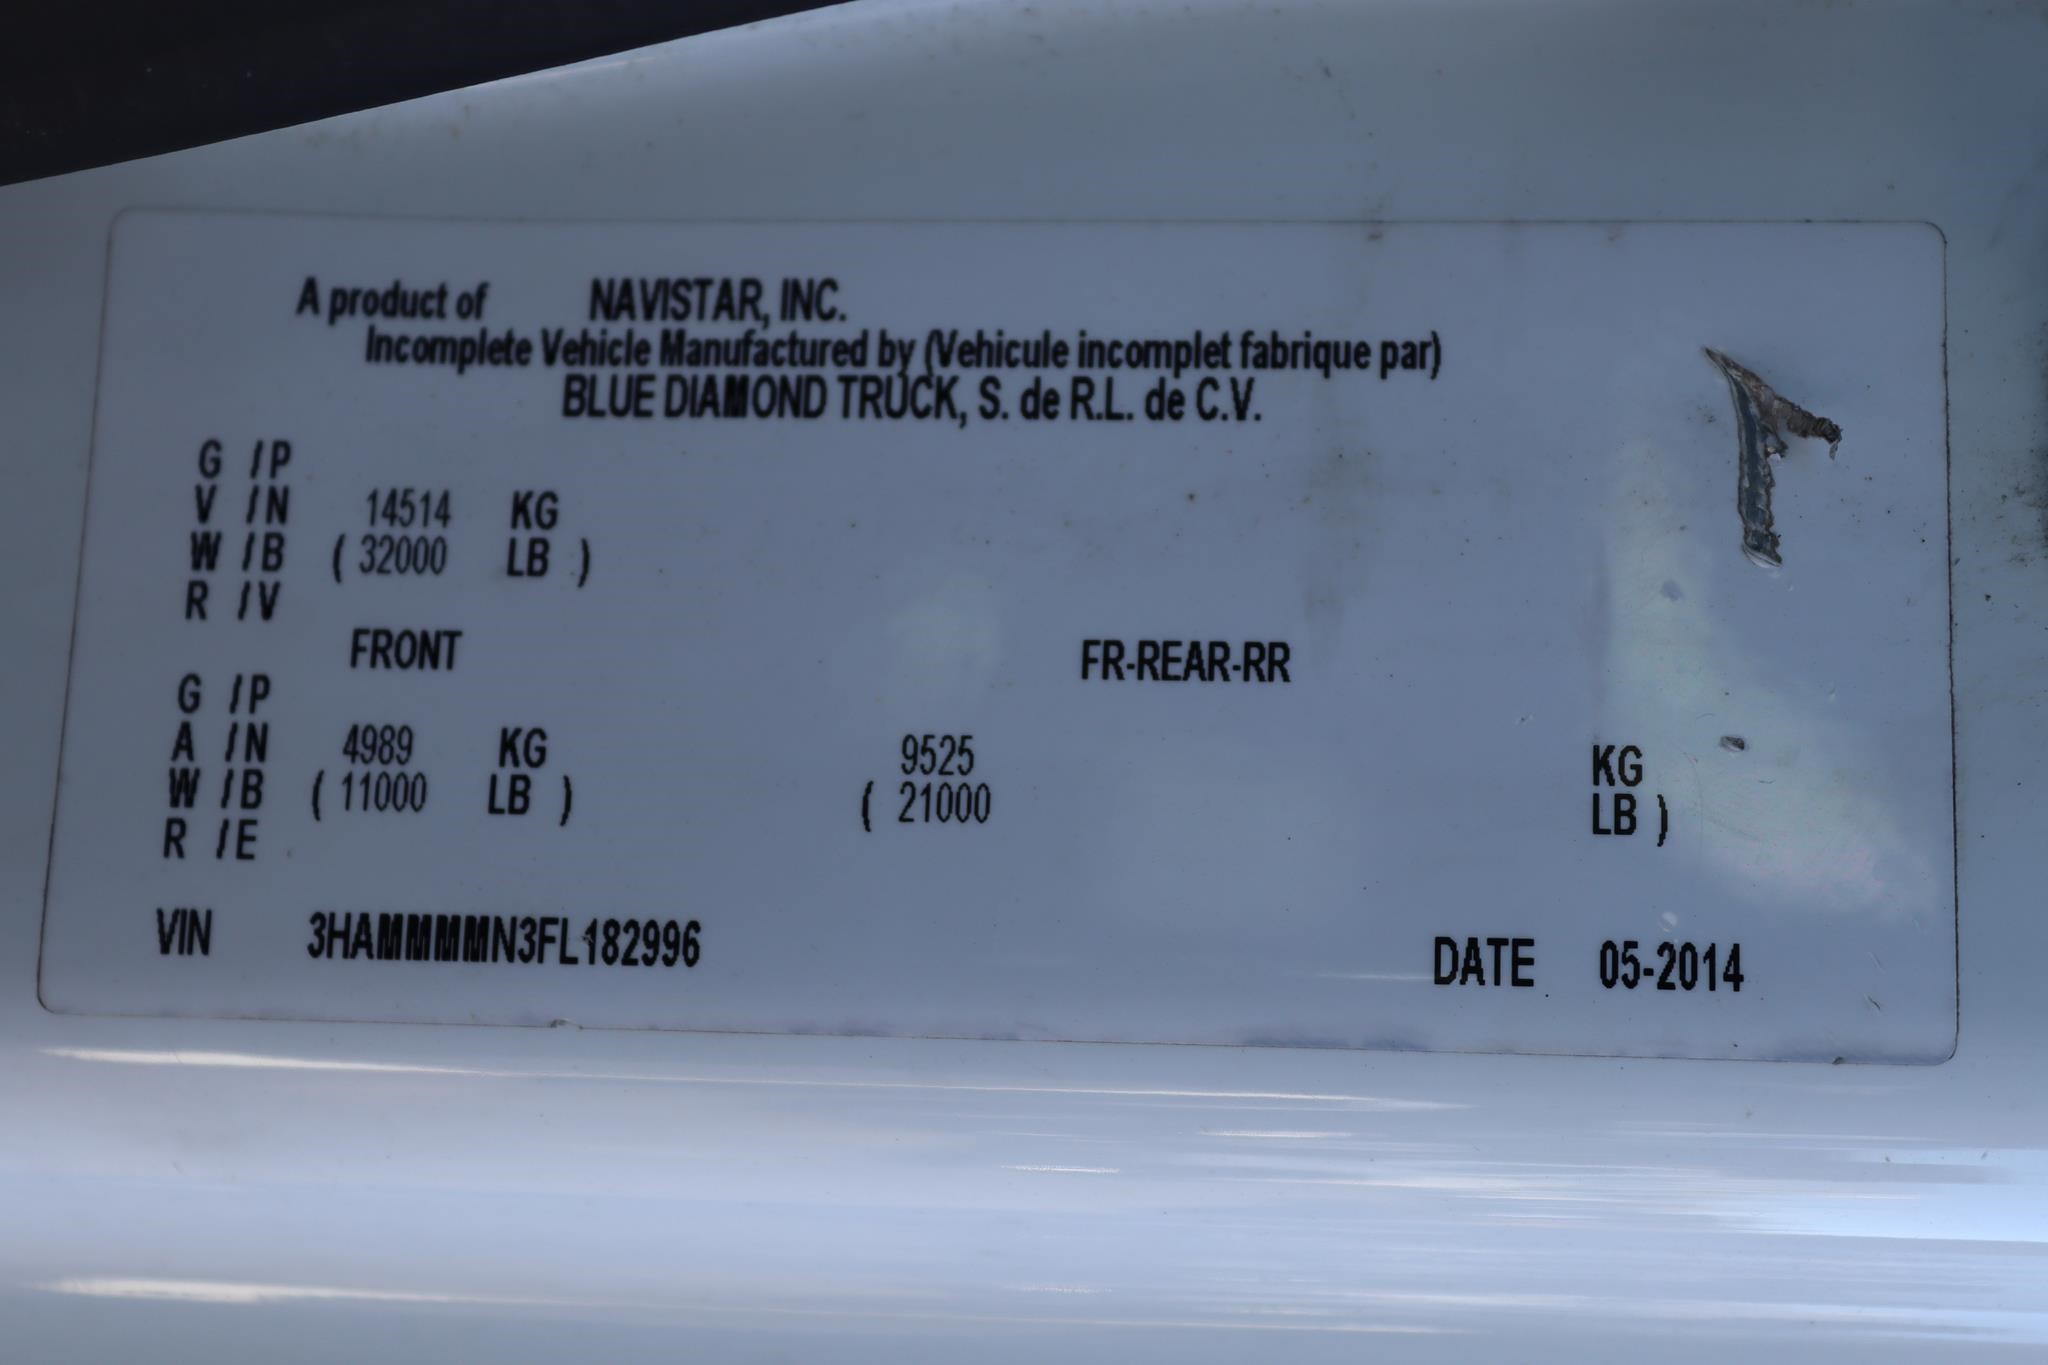 A product of NAVISTAR, INC.
Incomplete Vehicle Manufactured by (Vehicule incomplet fabrique par)
BLUE DIAMOND TRUCK, S. de R.L. de C.V.
G /P
V /N 14514 KG
W /B ( 32000 LB )
R /V
FRONT FR-REAR-RR
G /P
A /N 4989 KG 9525 KG
W /B ( 11000 LB ) ( 21000 LB )
R /E
VIN 3HAMMMMN3FL182996 DATE 05-2014